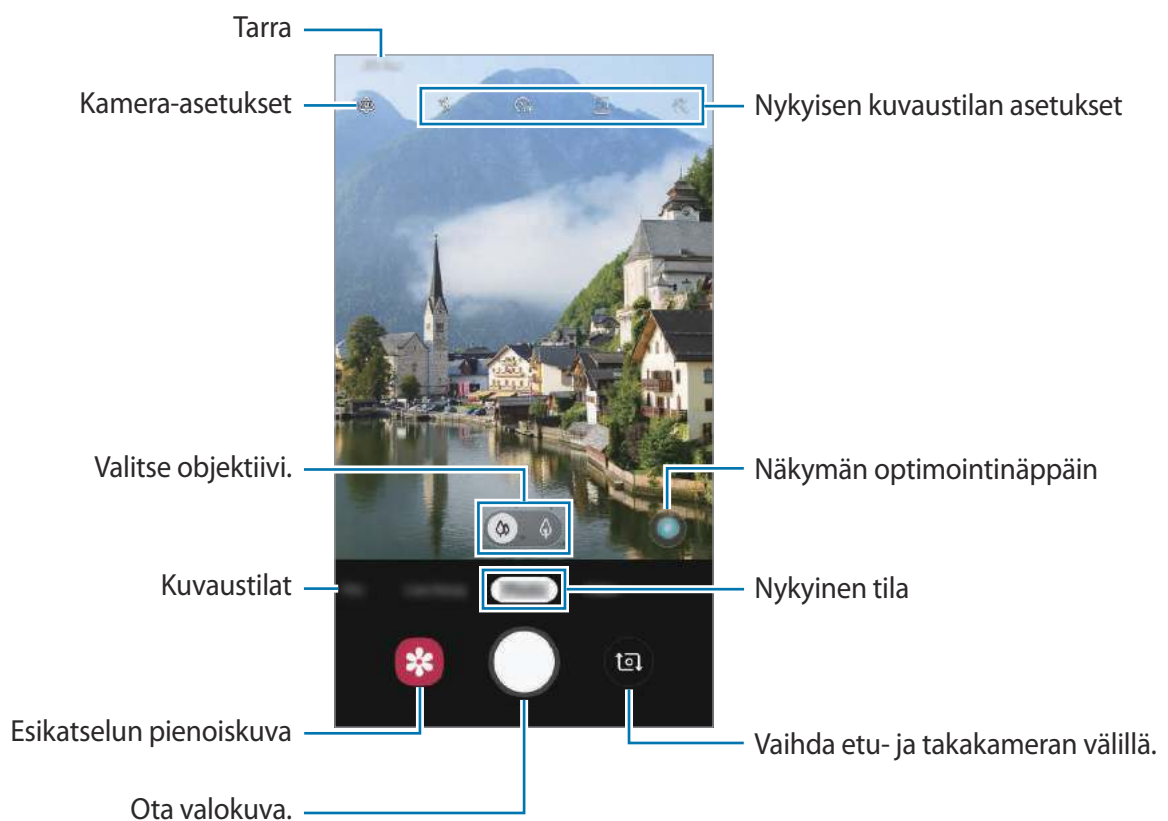 Tarra
Kamera-asetukset
Nykyisen kuvaustilan asetukset
Valitse objektiivi.
Näkymän optimointinäppäin
Kuvaustilat
Nykyinen tila
Esikatselun pienoiskuva
Vaihda etu- ja takakameran välillä.
Ota valokuva.